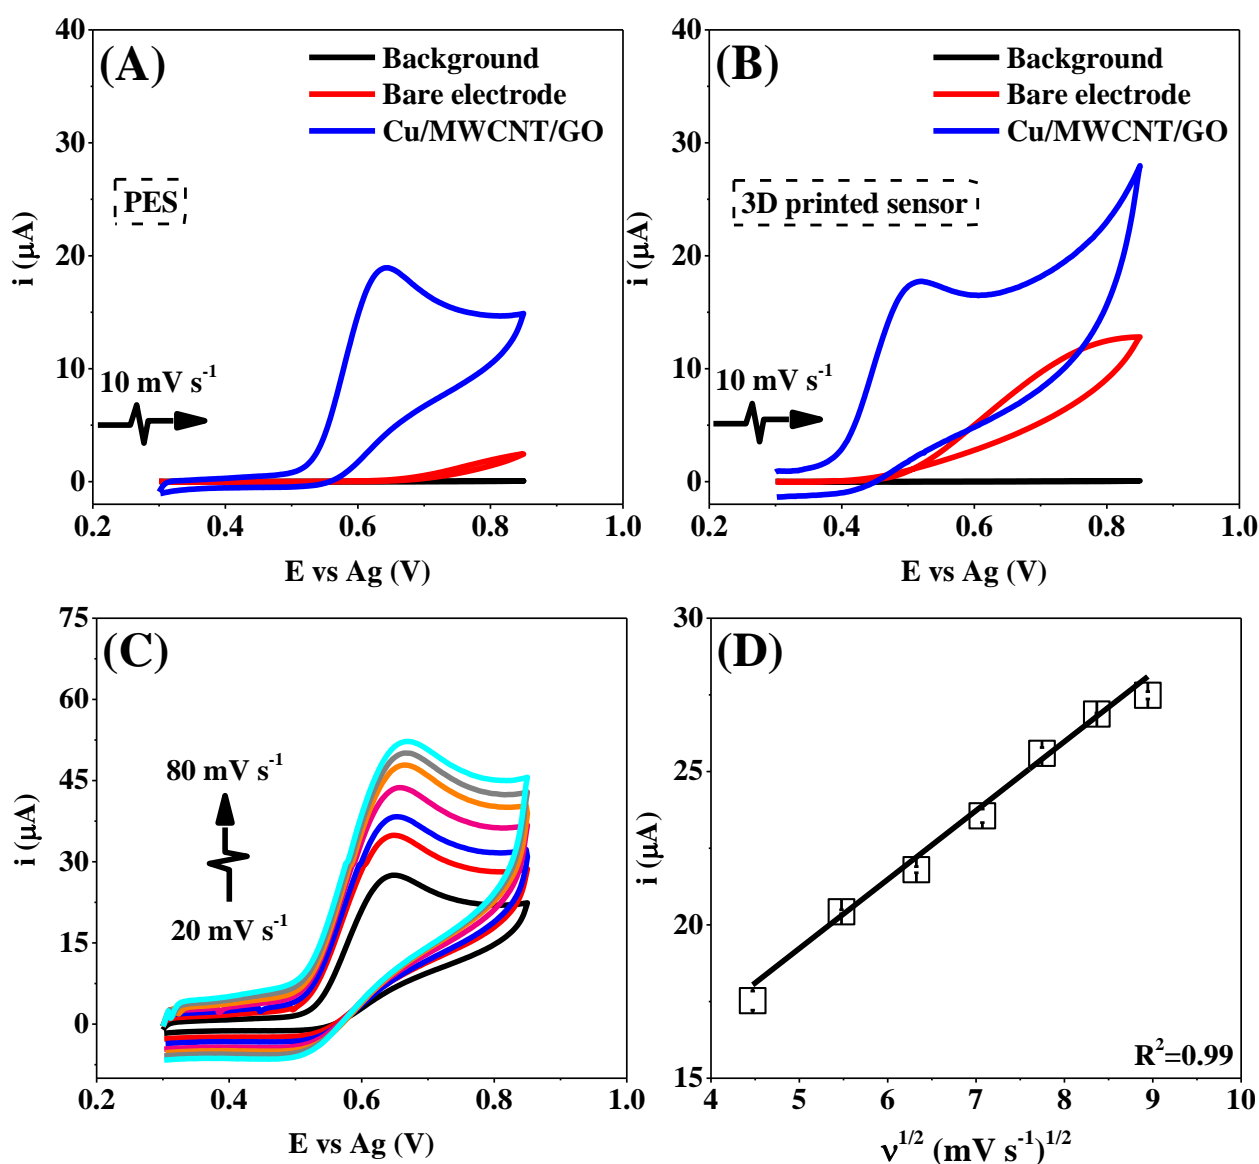 (A)
Background
Bare electrode
Cu/MWCNT/GO
PES
10 mV s⁻¹
40
30
20
10
0
i (μA)
0.2 0.4 0.6 0.8 1.0
E vs Ag (V)
(B)
Background
Bare electrode
Cu/MWCNT/GO
3D printed sensor
10 mV s⁻¹
40
30
20
10
0
i (μA)
0.2 0.4 0.6 0.8 1.0
E vs Ag (V)
(C)
80 mV s⁻¹
20 mV s⁻¹
75
60
45
30
15
0
i (μA)
0.2 0.4 0.6 0.8 1.0
E vs Ag (V)
(D)
30
25
20
15
i (μA)
R²=0.99
4 5 6 7 8 9 10
ν^1/2 (mV s⁻¹)^1/2